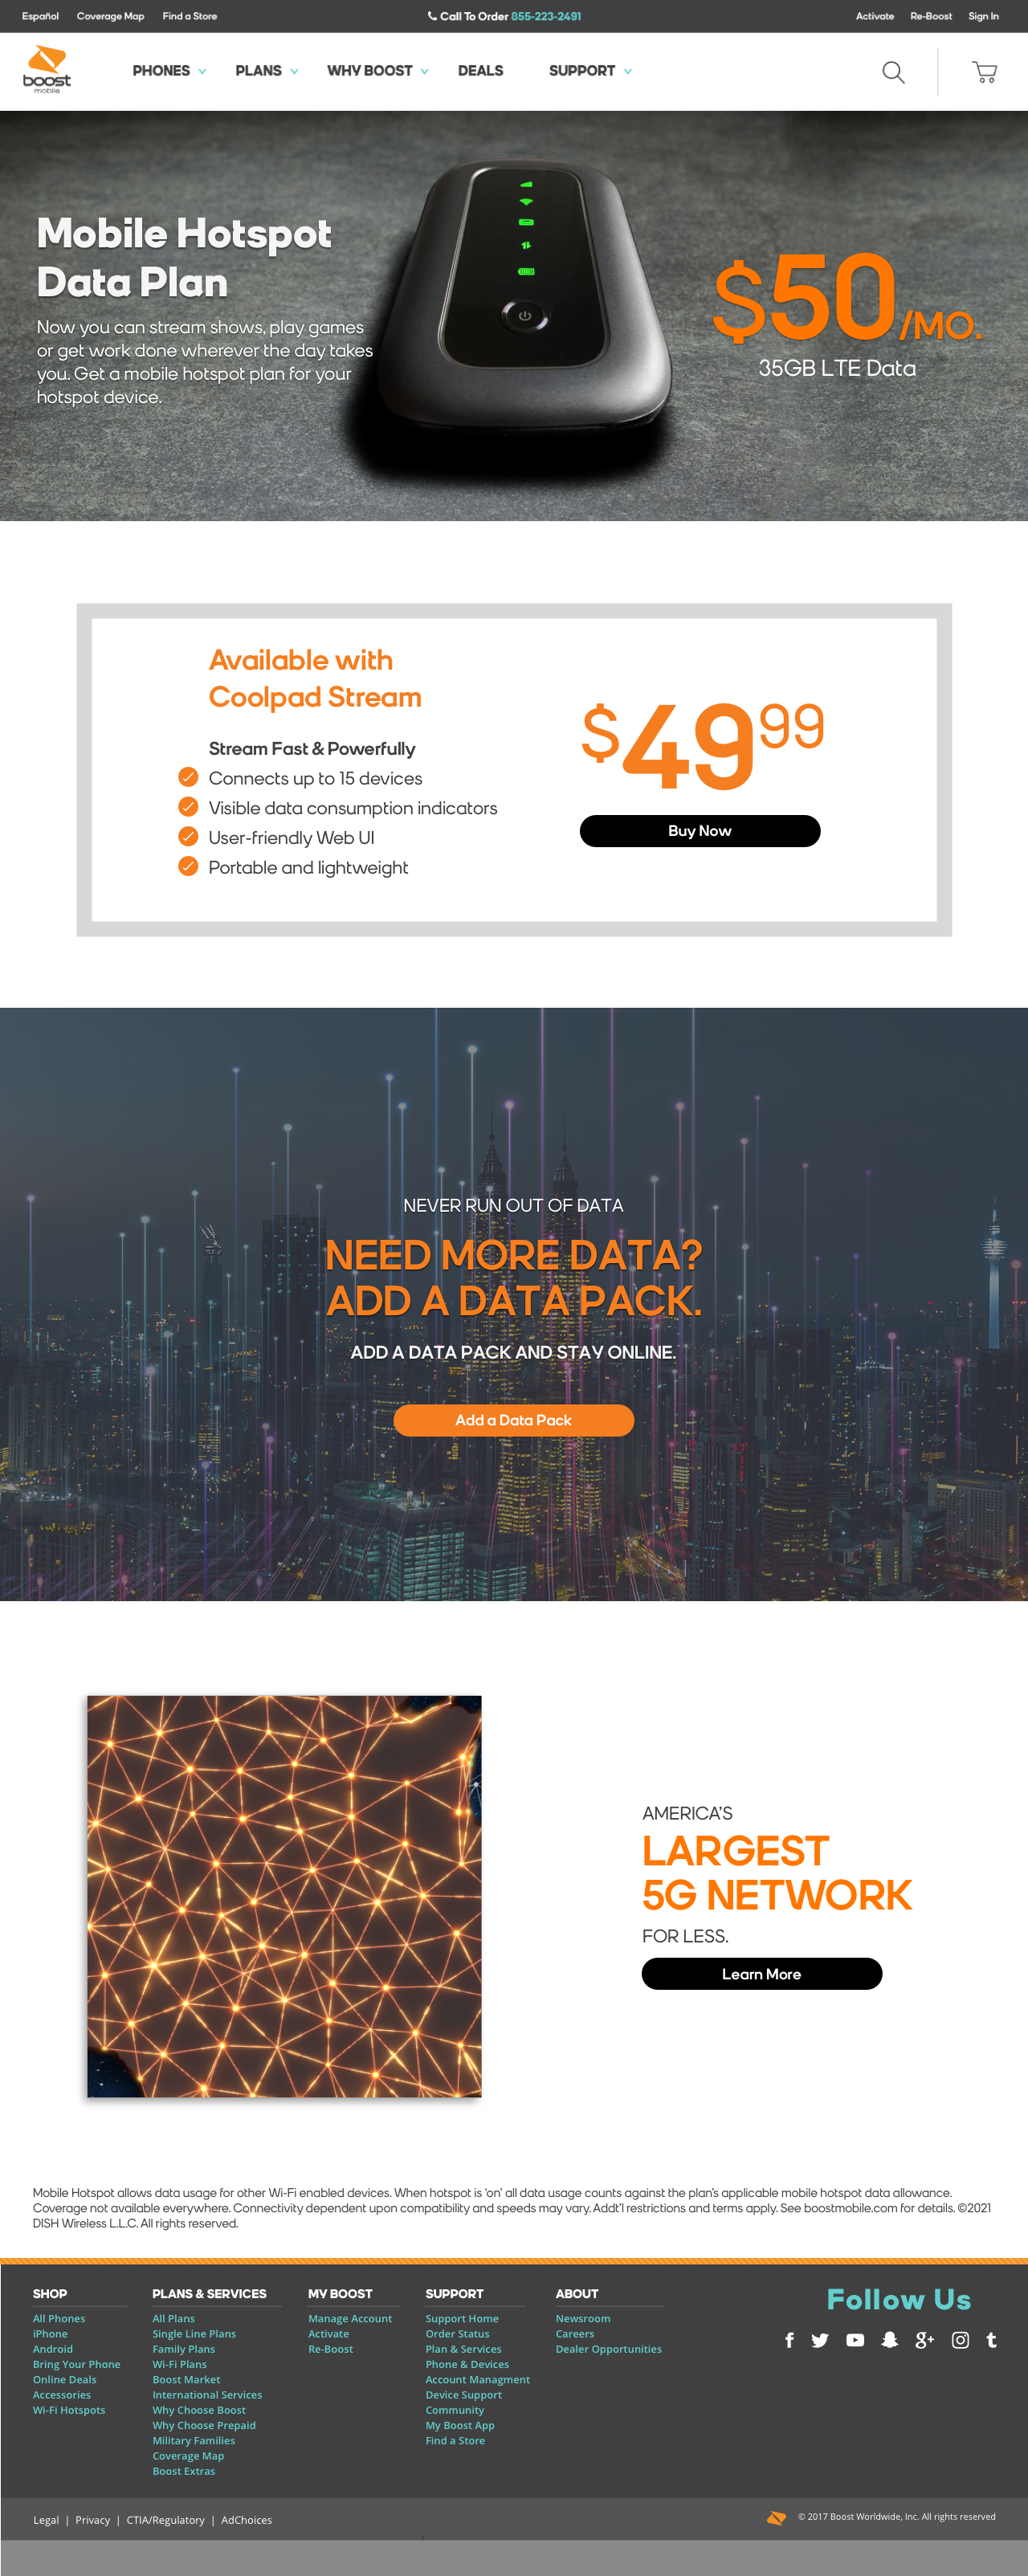 Español Coverage Map Find a Store Call To Order 855-223-2491 Activate Re-Boost Sign In
boost
mobile
PHONES PLANS WHY BOOST DEALS SUPPORT
Mobile Hotspot
Data Plan
Now you can stream shows, play games
or get work done wherever the day takes
you. Get a mobile hotspot plan for your
hotspot device.
$50/MO.
35GB LTE Data
Available with
Coolpad Stream
Stream Fast & Powerfully
Connects up to 15 devices
Visible data consumption indicators
User-friendly Web UI
Portable and lightweight
$49 99
Buy Now
NEVER RUN OUT OF DATA
NEED MORE DATA?
ADD A DATA PACK.
ADD A DATA PACK AND STAY ONLINE.
Add a Data Pack
AMERICA'S
LARGEST
5G NETWORK
FOR LESS.
Learn More
Mobile Hotspot allows data usage for other Wi-Fi enabled devices. When hotspot is ‘on’ all data usage counts against the plan’s applicable mobile hotspot data allowance.
Coverage not available everywhere. Connectivity dependent upon compatibility and speeds may vary. Addt’l restrictions and terms apply. See boostmobile.com for details. ©2021
DISH Wireless L.L.C. All rights reserved.
SHOP
All Phones
iPhone
Android
Bring Your Phone
Online Deals
Accessories
Wi-Fi Hotspots
PLANS & SERVICES
All Plans
Single Line Plans
Family Plans
Wi-Fi Plans
Boost Market
International Services
Why Choose Boost
Why Choose Prepaid
Military Families
Coverage Map
Boost Extras
MY BOOST
Manage Account
Activate
Re-Boost
SUPPORT
Support Home
Order Status
Plan & Services
Phone & Devices
Account Managment
Device Support
Community
My Boost App
Find a Store
ABOUT
Newsroom
Careers
Dealer Opportunities
Follow Us
Legal | Privacy | CTIA/Regulatory | AdChoices
© 2017 Boost Worldwide, Inc. All rights reserved